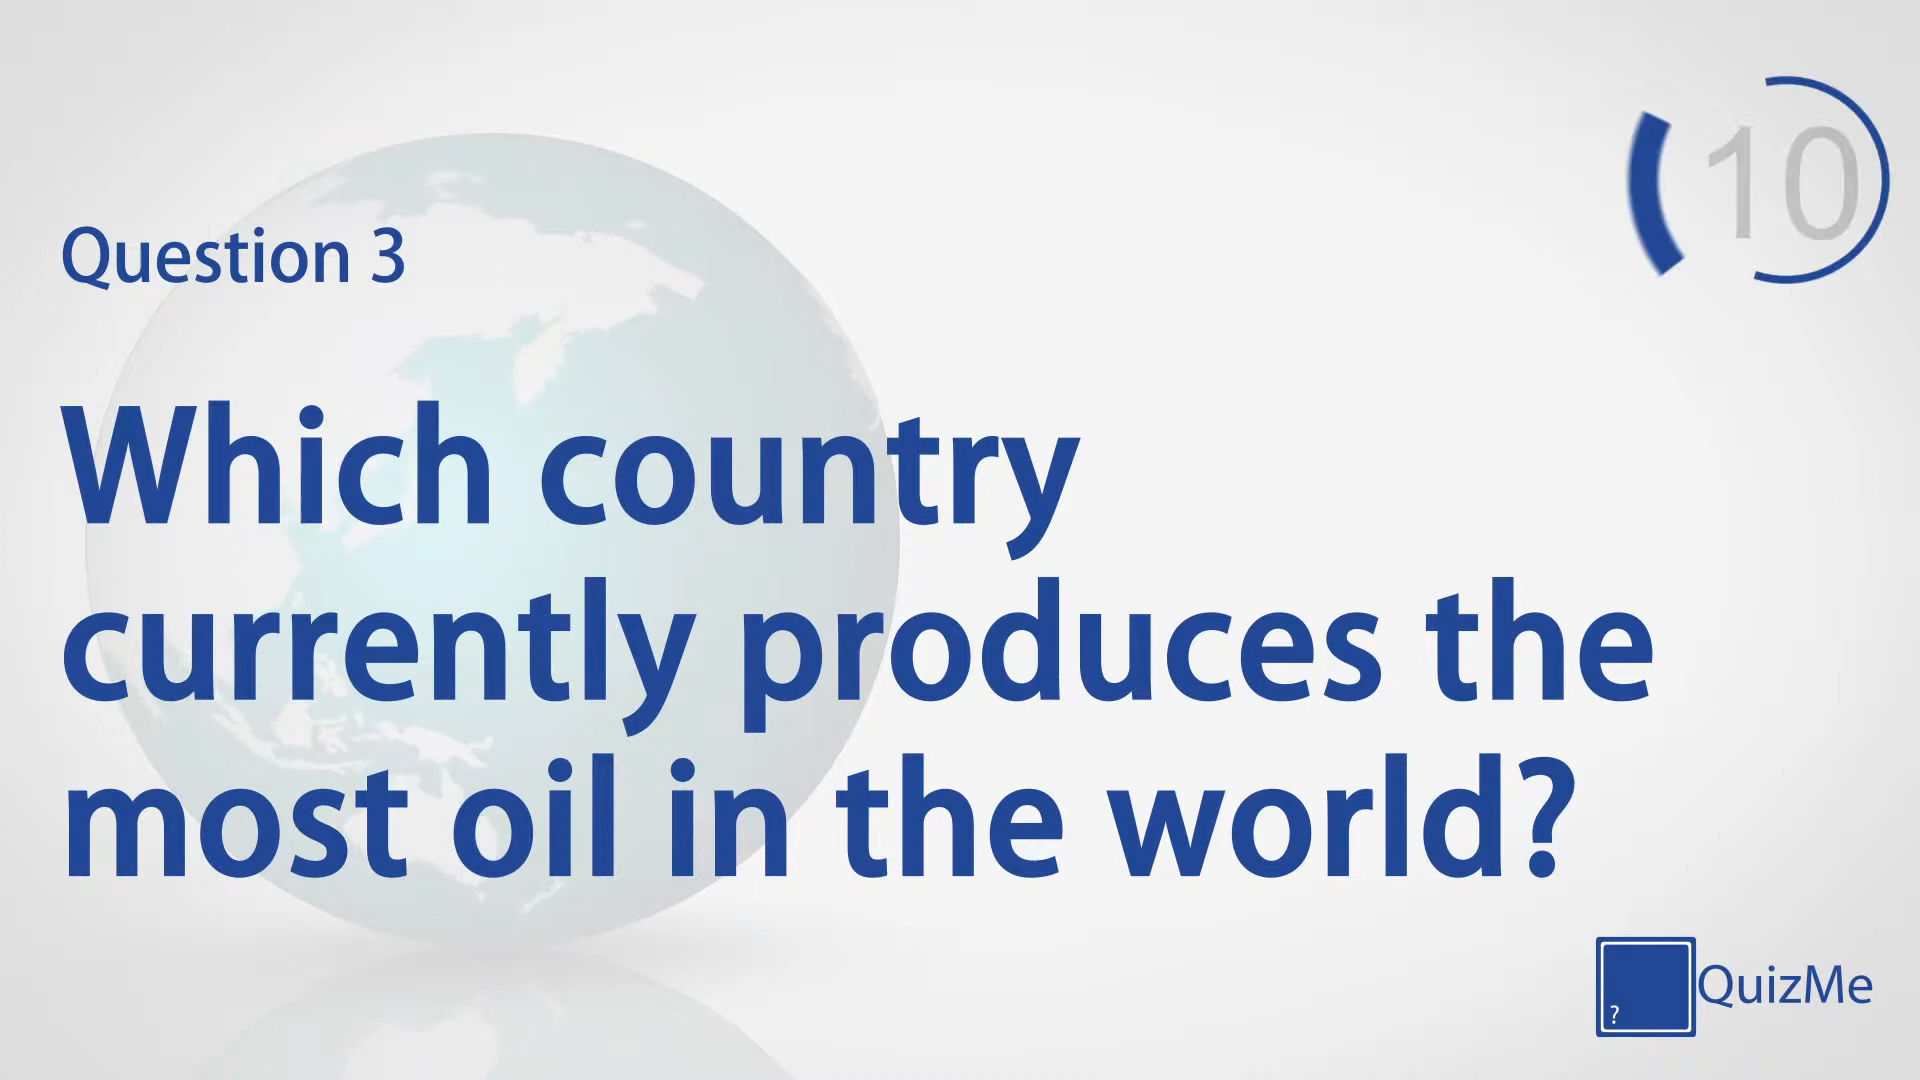 10
Question 3
Which country
currently produces the
most oil in the world?
?
QuizMe